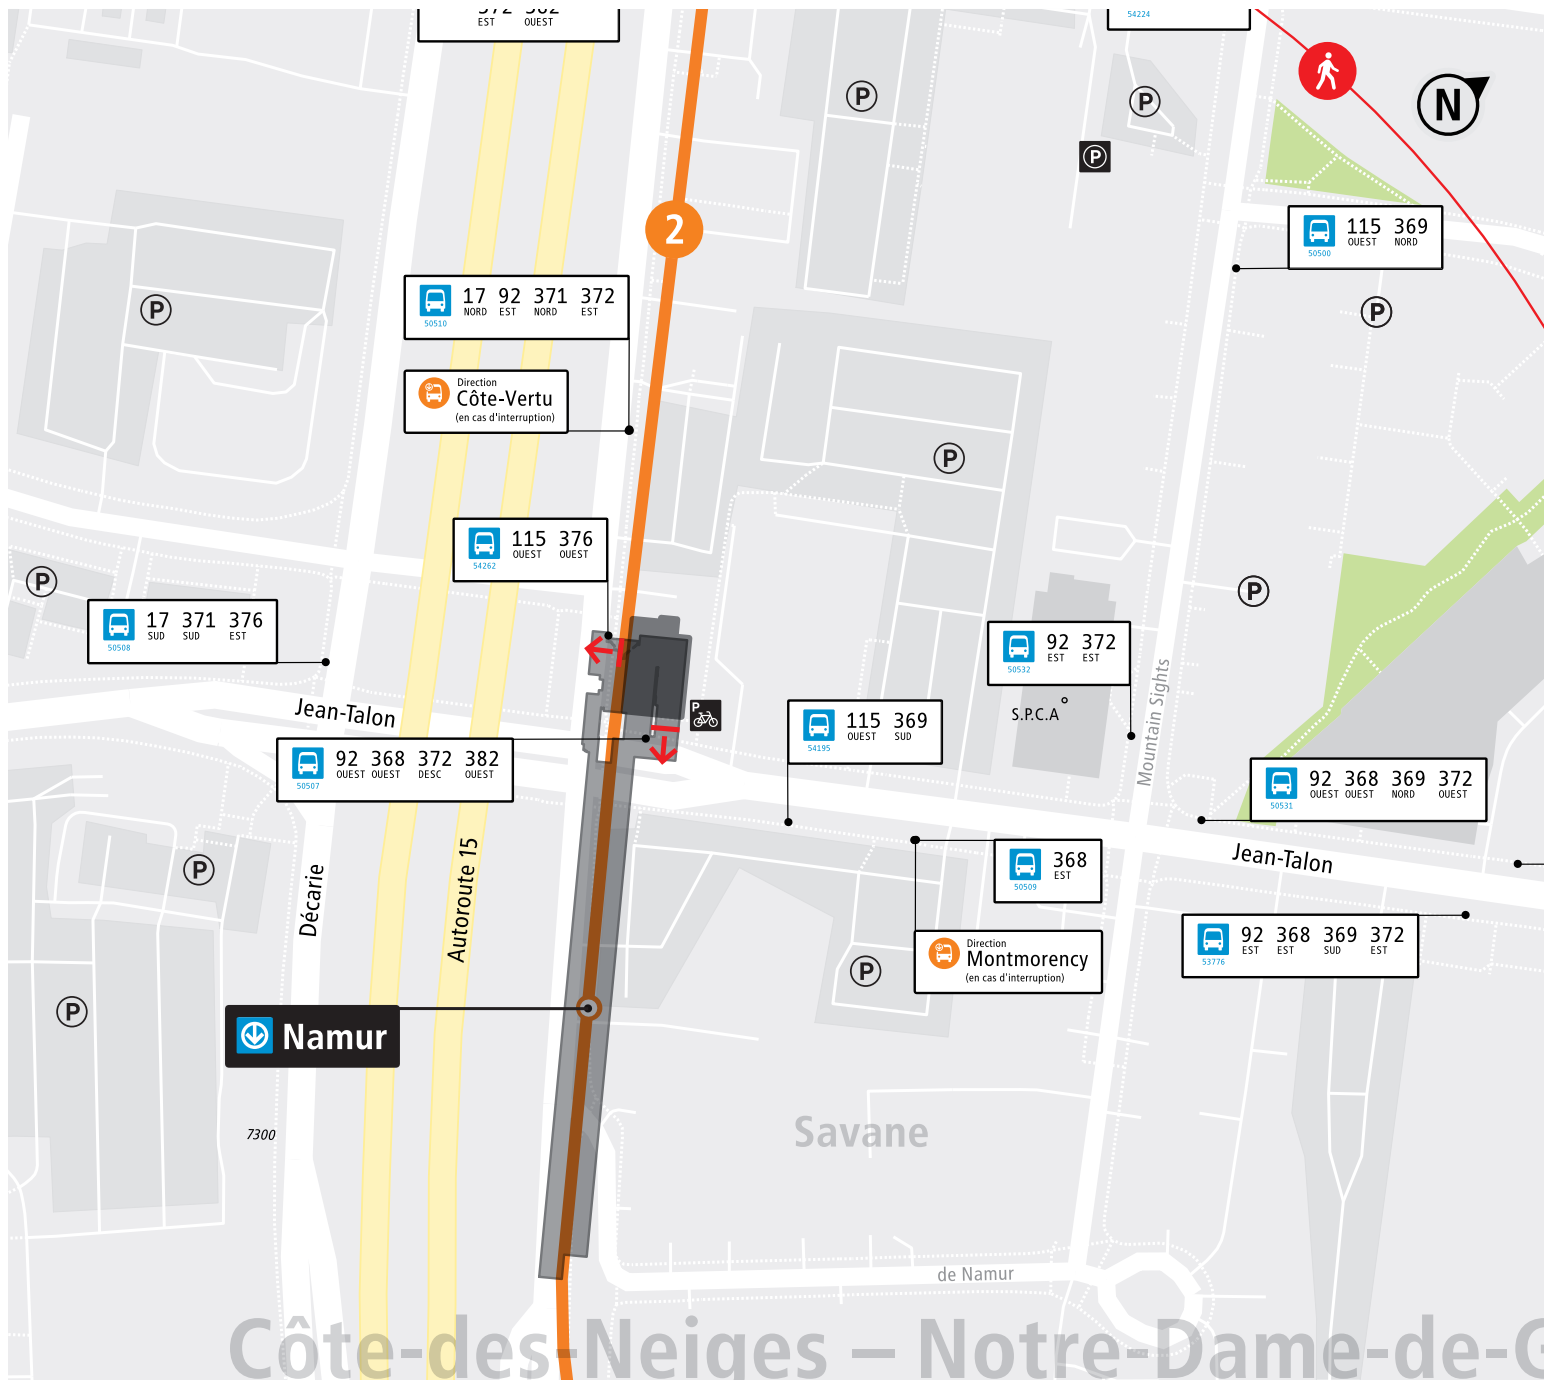 372 362
EST OUEST
54224
P
P
P
N
2
115 369
OUEST NORD
50500
17 92 371 372
NORD EST NORD EST
50510
P
P
Direction
Côte-Vertu
(en cas d'interruption)
P
115 376
OUEST OUEST
54262
P
P
17 371 376
SUD SUD EST
50508
92 372
EST EST
50532
S.P.C.A
Mountain Sights
Jean-Talon
P
115 369
OUEST SUD
54195
92 368 372 382
OUEST OUEST DESC OUEST
50507
92 368 369 372
OUEST OUEST NORD OUEST
50531
Jean-Talon
368
EST
50509
P
Décarie
Autoroute 15
92 368 369 372
EST EST SUD EST
53776
Direction
Montmorency
(en cas d'interruption)
P
P
Namur
7300
Savane
de Namur
Côte-des-Neiges – Notre-Dame-de-G